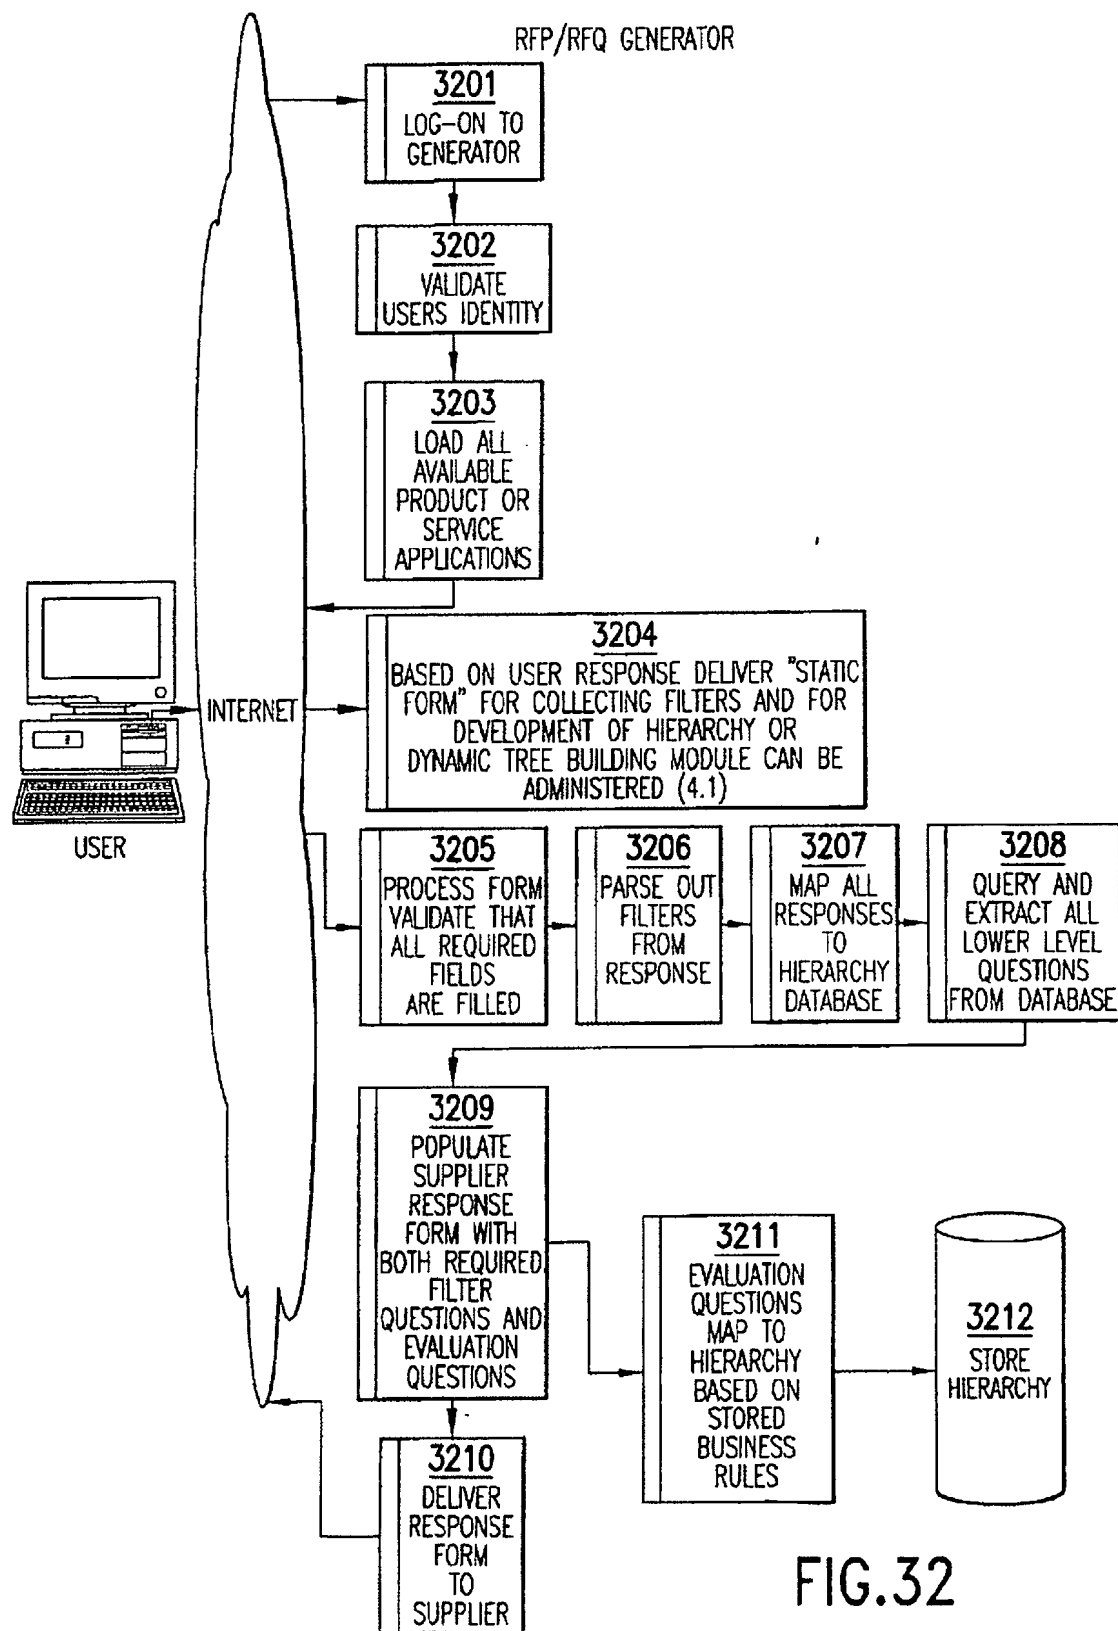 RFP/RFQ GENERATOR
3201
LOG-ON TO
GENERATOR
3202
VALIDATE
USERS IDENTITY
3203
LOAD ALL
AVAILABLE
PRODUCT OR
SERVICE
APPLICATIONS
3204
BASED ON USER RESPONSE DELIVER "STATIC
FORM" FOR COLLECTING FILTERS AND FOR
DEVELOPMENT OF HIERARCHY OR
DYNAMIC TREE BUILDING MODULE CAN BE
ADMINISTERED (4.1)
INTERNET
USER
3205
PROCESS FORM
VALIDATE THAT
ALL REQUIRED
FIELDS
ARE FILLED
3206
PARSE OUT
FILTERS
FROM
RESPONSE
3207
MAP ALL
RESPONSES
TO
HIERARCHY
DATABASE
3208
QUERY AND
EXTRACT ALL
LOWER LEVEL
QUESTIONS
FROM DATABASE
3209
POPULATE
SUPPLIER
RESPONSE
FORM WITH
BOTH REQUIRED
FILTER
QUESTIONS AND
EVALUATION
QUESTIONS
3210
DELIVER
RESPONSE
FORM
TO
SUPPLIER
3211
EVALUATION
QUESTIONS
MAP TO
HIERARCHY
BASED ON
STORED
BUSINESS
RULES
3212
STORE
HIERARCHY
FIG.32